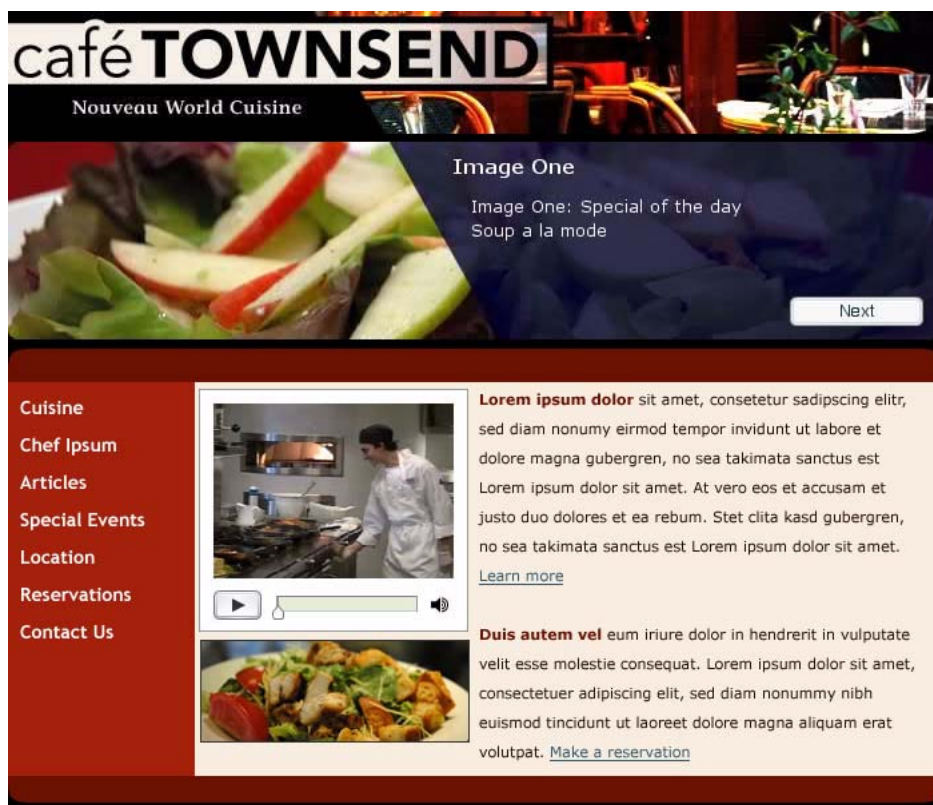 café TOWNSEND
Nouveau World Cuisine
Image One
Image One: Special of the day
Soup a la mode
Next
Cuisine
Chef Ipsum
Articles
Special Events
Location
Reservations
Contact Us
Lorem ipsum dolor sit amet, consetetur sadipscing elitr,
sed diam nonumy eirmod tempor invidunt ut labore et
dolore magna gubergren, no sea takimata sanctus est
Lorem ipsum dolor sit amet. At vero eos et accusam et
justo duo dolores et ea rebum. Stet clita kasd gubergren,
no sea takimata sanctus est Lorem ipsum dolor sit amet.
Learn more
Duis autem vel eum iriure dolor in hendrerit in vulputate
velit esse molestie consequat. Lorem ipsum dolor sit amet,
consectetuer adipiscing elit, sed diam nonummy nibh
euismod tincidunt ut laoreet dolore magna aliquam erat
volutpat. Make a reservation